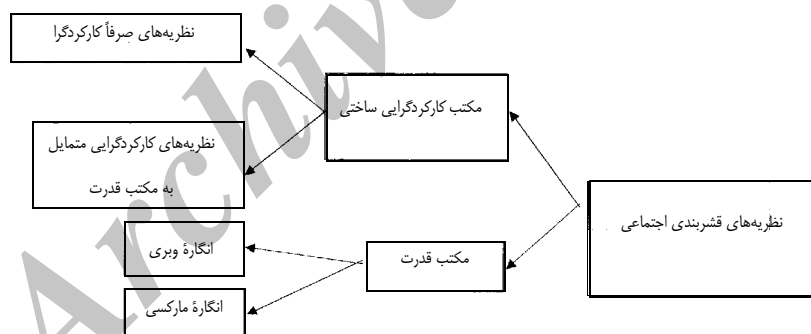 نظریه‌های صرفاً کارکردگرا
مکتب کارکردگرایی ساختی
نظریه‌های کارکردگرایی متمایل
به مکتب قدرت
نظریه‌های قشربندی اجتماعی
انگارهٔ وبری
مکتب قدرت
انگارهٔ مارکسی
Archive